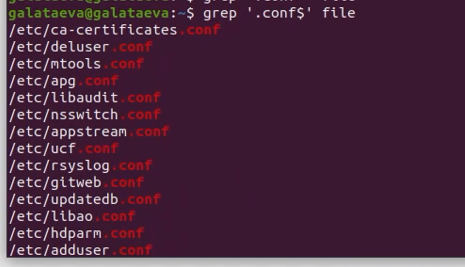 galataeva@galataeva:~$ grep '.conf$' file
/etc/ca-certificates.conf
/etc/deluser.conf
/etc/mtools.conf
/etc/apg.conf
/etc/libaudit.conf
/etc/nsswitch.conf
/etc/appstream.conf
/etc/ucf.conf
/etc/rsyslog.conf
/etc/gitweb.conf
/etc/updatedb.conf
/etc/libao.conf
/etc/hdparm.conf
/etc/adduser.conf